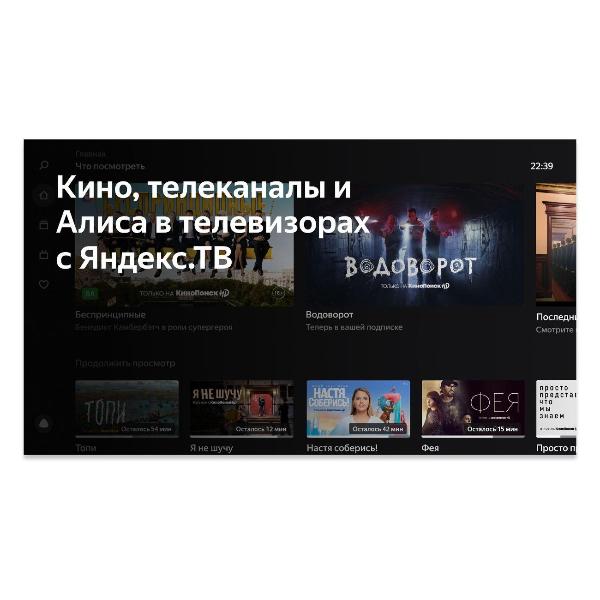 Главная
Что посмотреть
22:39
Кино, телеканалы и
Алиса в телевизорах
с Яндекс.ТВ
БЕСПРИНЦИПНЫЕ
ВОДОВОРОТ
ТОЛЬКО НА КиноПоиск HD
18+
ТОЛЬКО НА КиноПоиск HD
Беспринципные
Водоворот
Последни
Бенедикт Камбербэтч в роли супергероя
Теперь в вашей подписке
Смотрите
Продолжить просмотр
ТОПИ
Осталось 54 мин
Я НЕ ШУЧУ
Осталось 12 мин
НАСТЯ
СОБЕРИСЬ!
Осталось 42 мин
ФЕЯ
Осталось 15 мин
просто
представ
что
мы
знаем
Топи
Я не шучу
Настя соберись!
Фея
Просто п